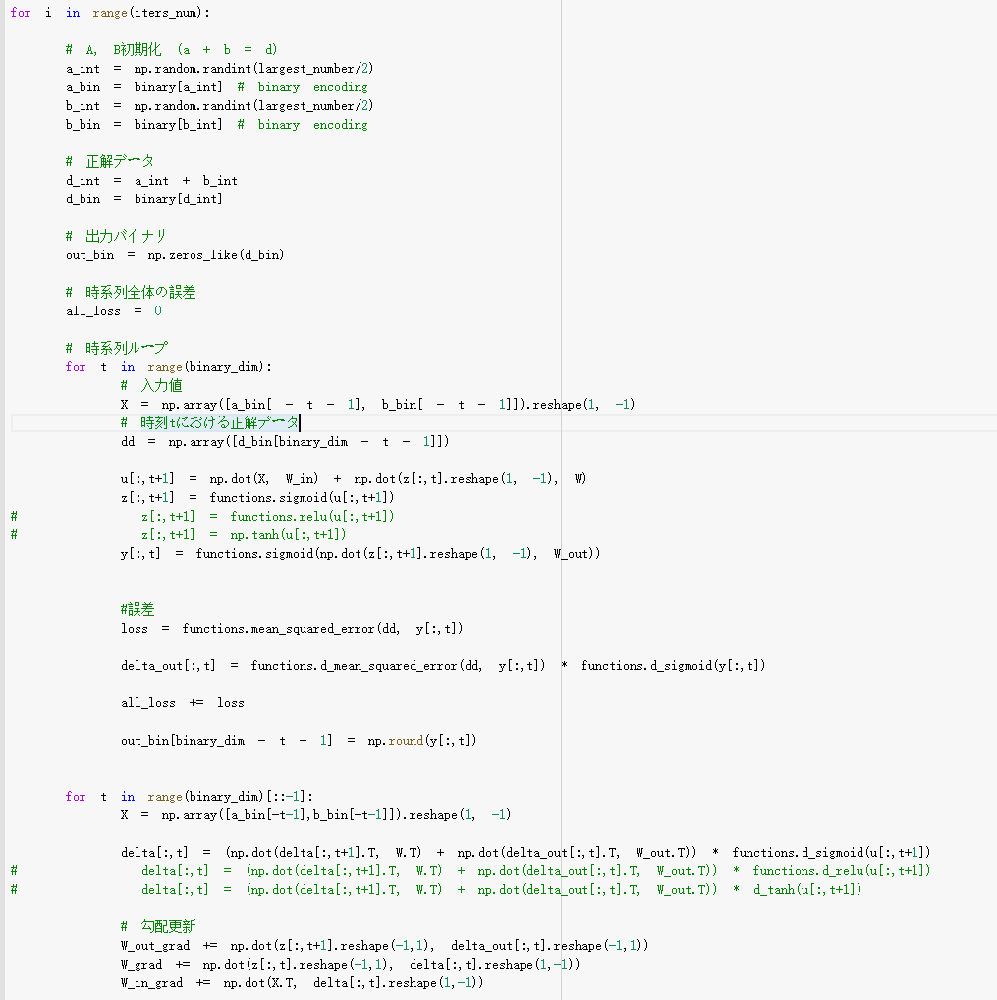 for i in range(iters_num):
# A, B初期化 (a + b = d)
a_int = np.random.randint(largest_number/2)
a_bin = binary[a_int] # binary encoding
b_int = np.random.randint(largest_number/2)
b_bin = binary[b_int] # binary encoding
# 正解データ
d_int = a_int + b_int
d_bin = binary[d_int]
# 出力バイナリ
out_bin = np.zeros_like(d_bin)
# 時系列全体の誤差
all_loss = 0
# 時系列ループ
for t in range(binary_dim):
# 入力値
X = np.array([a_bin[ - t - 1], b_bin[ - t - 1]]).reshape(1, -1)
# 時刻tにおける正解データ
dd = np.array([d_bin[binary_dim - t - 1]])
u[:,t+1] = np.dot(X, W_in) + np.dot(z[:,t].reshape(1, -1), W)
z[:,t+1] = functions.sigmoid(u[:,t+1])
# z[:,t+1] = functions.relu(u[:,t+1])
# z[:,t+1] = np.tanh(u[:,t+1])
y[:,t] = functions.sigmoid(np.dot(z[:,t+1].reshape(1, -1), W_out))
#誤差
loss = functions.mean_squared_error(dd, y[:,t])
delta_out[:,t] = functions.d_mean_squared_error(dd, y[:,t]) * functions.d_sigmoid(y[:,t])
all_loss += loss
out_bin[binary_dim - t - 1] = np.round(y[:,t])
for t in range(binary_dim)[::-1]:
X = np.array([a_bin[-t-1],b_bin[-t-1]]).reshape(1, -1)
delta[:,t] = (np.dot(delta[:,t+1].T, W.T) + np.dot(delta_out[:,t].T, W_out.T)) * functions.d_sigmoid(u[:,t+1])
# delta[:,t] = (np.dot(delta[:,t+1].T, W.T) + np.dot(delta_out[:,t].T, W_out.T)) * functions.d_relu(u[:,t+1])
# delta[:,t] = (np.dot(delta[:,t+1].T, W.T) + np.dot(delta_out[:,t].T, W_out.T)) * d_tanh(u[:,t+1])
# 勾配更新
W_out_grad += np.dot(z[:,t+1].reshape(-1,1), delta_out[:,t].reshape(-1,1))
W_grad += np.dot(z[:,t].reshape(-1,1), delta[:,t].reshape(1,-1))
W_in_grad += np.dot(X.T, delta[:,t].reshape(1,-1))